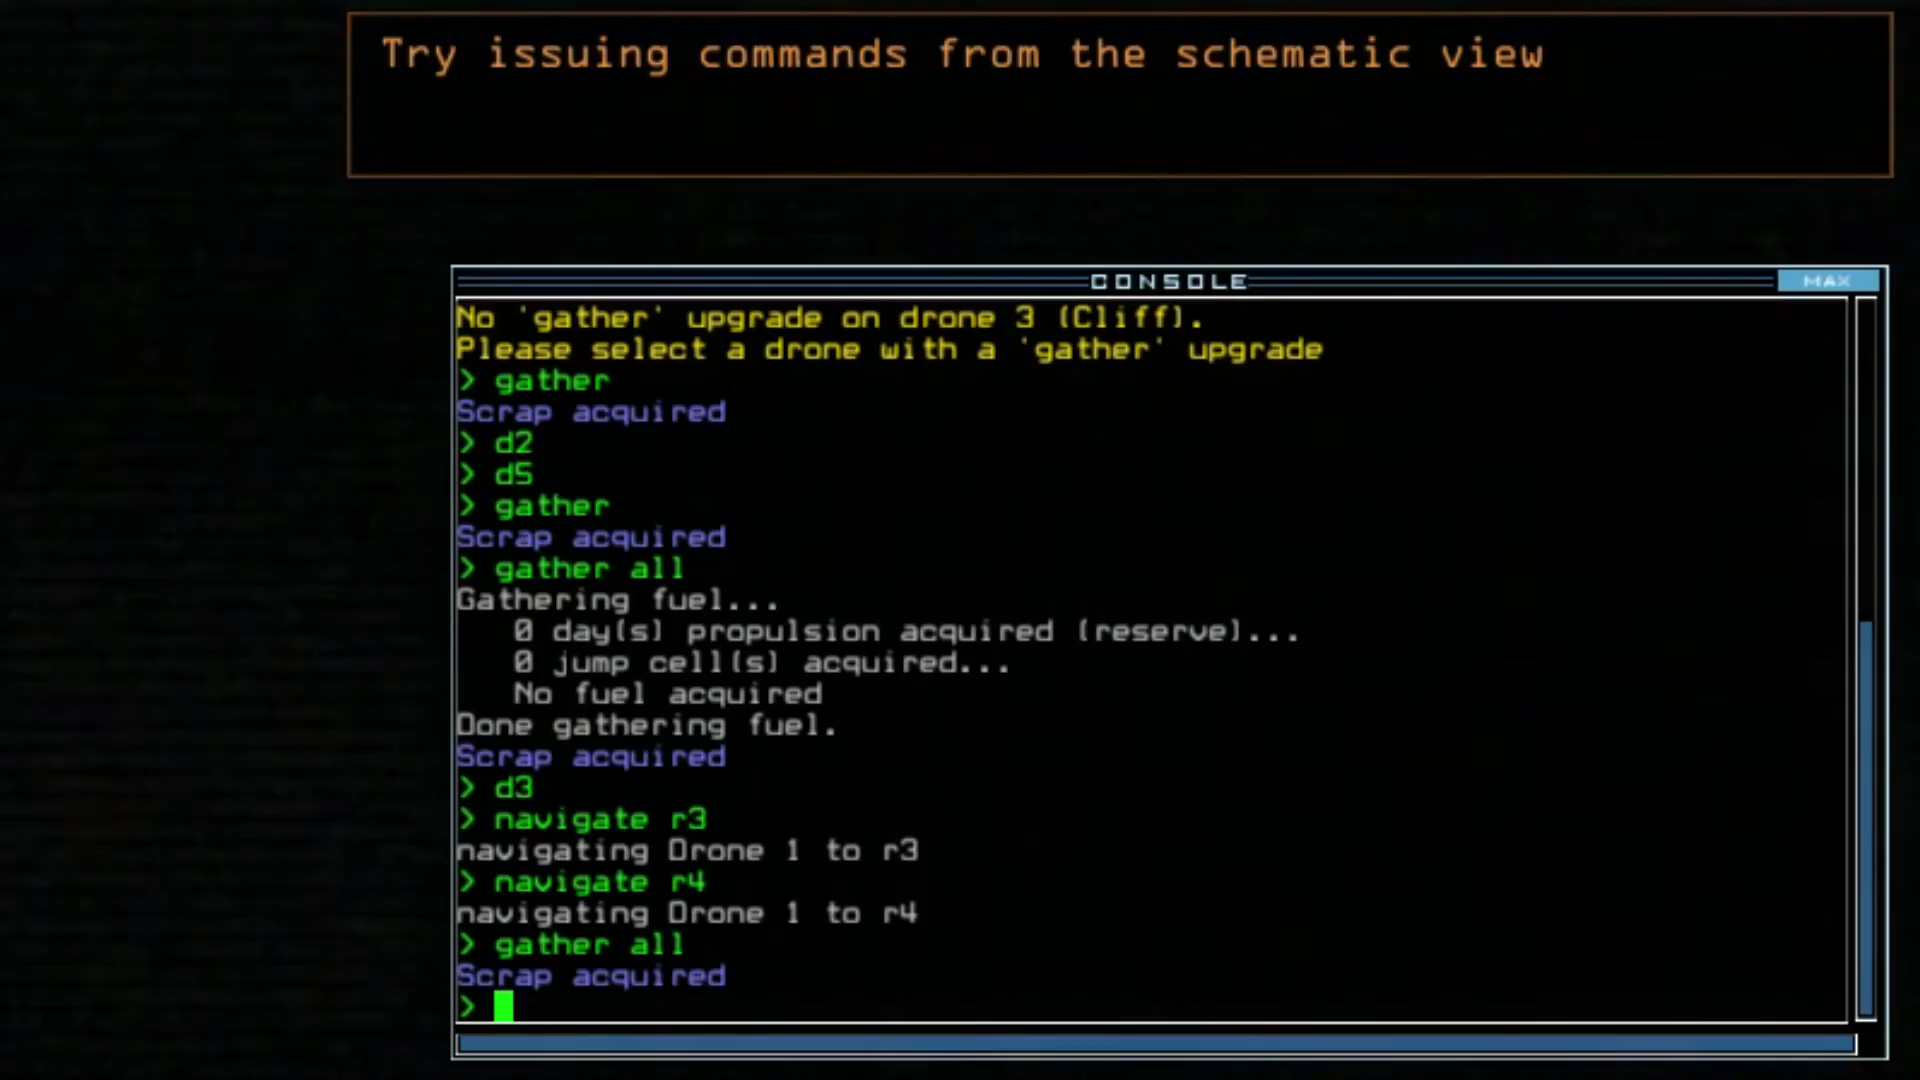 Try issuing commands from the schematic view
CONSOLE
MAX
No 'gather' upgrade on drone 3 (Cliff).
Please select a drone with a 'gather' upgrade
> gather
Scrap acquired
> d2
> d5
> gather
Scrap acquired
> gather all
Gathering fuel...
0 day(s) propulsion acquired (reserve)...
0 jump cell(s) acquired...
No fuel acquired
Done gathering fuel.
Scrap acquired
> d3
> navigate r3
navigating Drone 1 to r3
> navigate r4
navigating Drone 1 to r4
> gather all
Scrap acquired
>